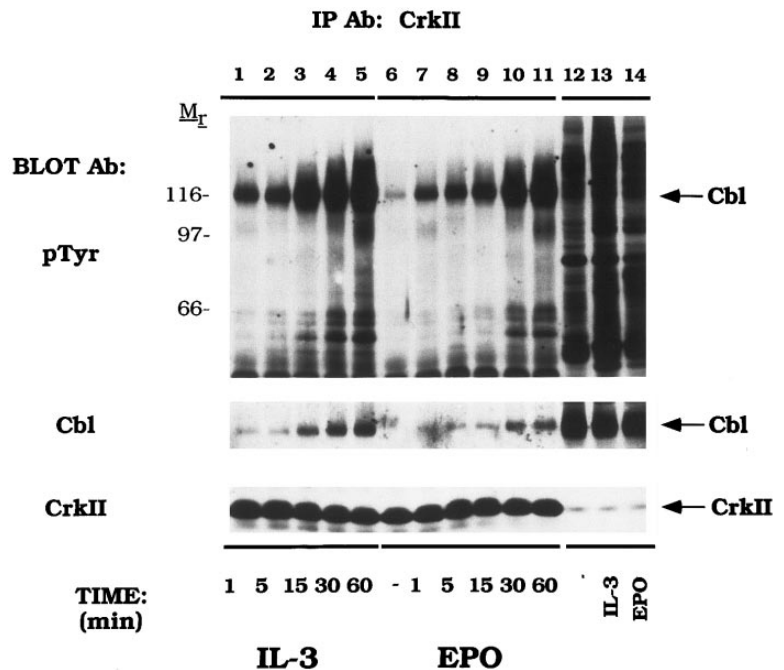 IP Ab: CrkII
1 2 3 4 5 6 7 8 9 10 11 12 13 14
Mr
BLOT Ab:
116-
Cbl
97-
pTyr
66-
Cbl
Cbl
CrkII
CrkII
TIME: 1 5 15 30 60 - 1 5 15 30 60 - IL-3 EPO
(min)
IL-3 EPO